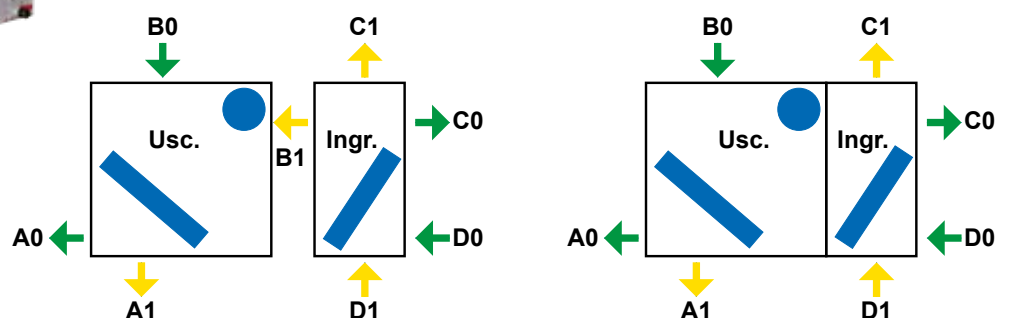 B0 C1
Usc. B1 Ingr. C0
A0 D0
A1 D1
B0 C1
Usc. Ingr. C0
A0 D0
A1 D1